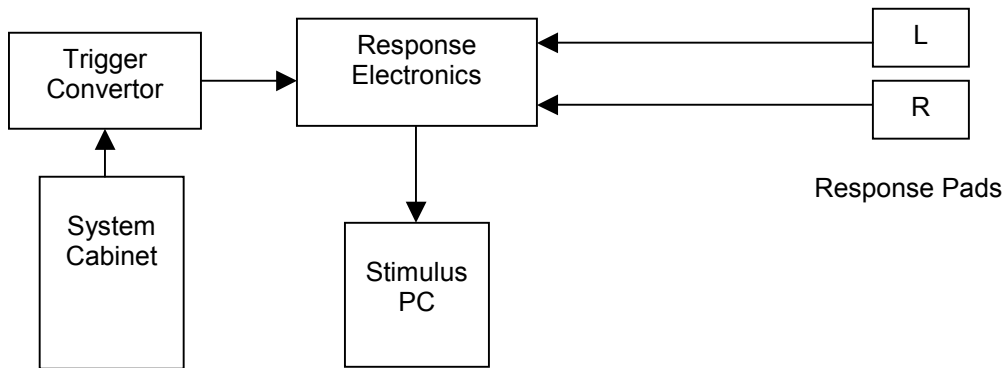 Trigger
Convertor
Response
Electronics
L
R
Response Pads
System
Cabinet
Stimulus
PC